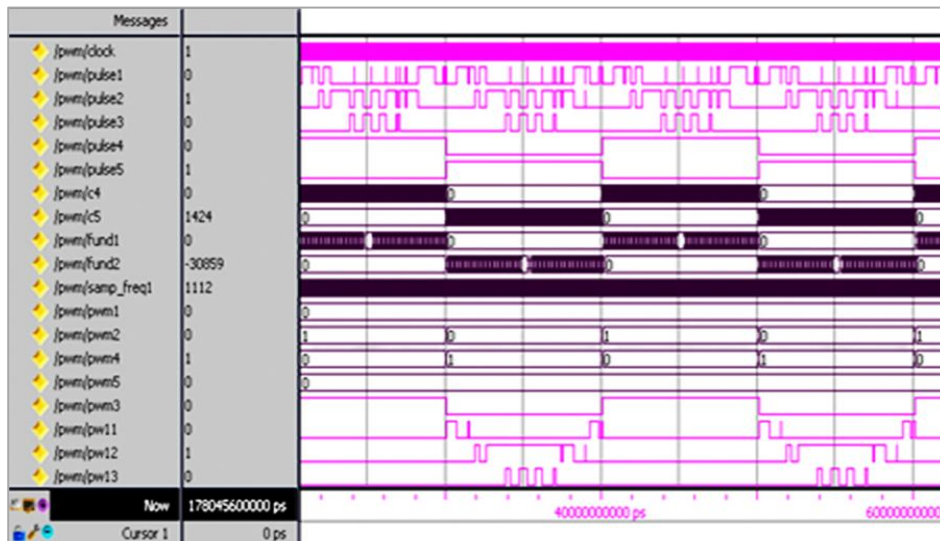 Messages
/pwm/clock 1
/pwm/pulse1 0
/pwm/pulse2 1
/pwm/pulse3 0
/pwm/pulse4 0
/pwm/pulse5 1
/pwm/c4 0 0 0 0
/pwm/c5 1424 0 0 0
/pwm/fund1 0 0 0
/pwm/fund2 -30859 0 0 0
/pwm/samp_freq1 1112
/pwm/pwm1 0 0
/pwm/pwm2 0 1 0 1 0 1
/pwm/pwm4 1 0 1 0 1 0
/pwm/pwm5 0 0
/pwm/pwm3 0
/pwm/pw11 0
/pwm/pw12 1
/pwm/pw13 0
Now 178045600000 ps 40000000000 ps 60000000000
Cursor 1 0 ps